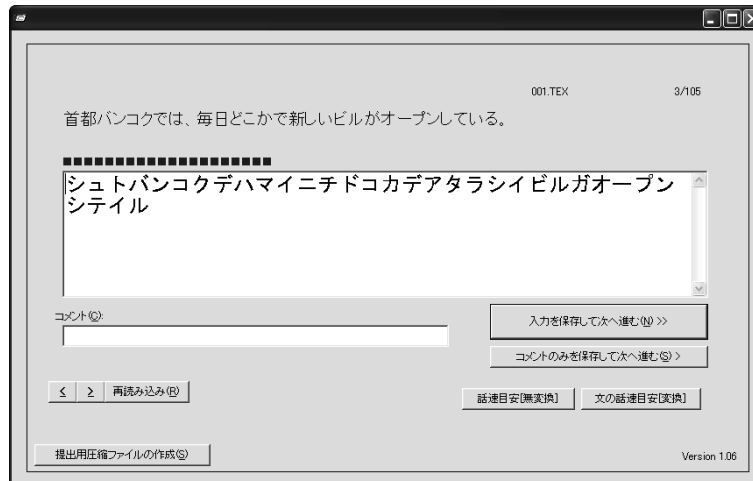 001.TEX 3/105
首都バンコクでは、毎日どこかで新しいビルがオープンしている。
■■■■■■■■■■■■■■■■■■■■
シュトバンコクデハマイニチドコカデアタラシイビルガオープン
シテイル
コメント(C):
入力を保存して次へ進む(N) >>
コメントのみを保存して次へ進む(S) >
< > 再読み込み(R)
話速目安[無変換] 文の話速目安[変換]
提出用圧縮ファイルの作成(S)
Version 1.06